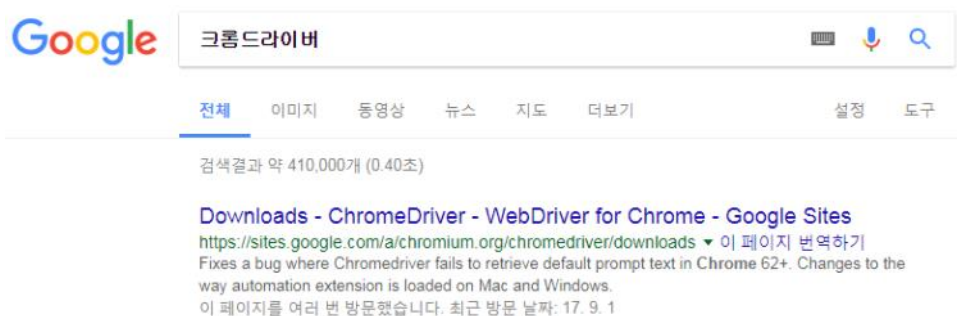 Google 크롬드라이버
전체 이미지 동영상 뉴스 지도 더보기 설정 도구
검색결과 약 410,000개 (0.40초)
Downloads - ChromeDriver - WebDriver for Chrome - Google Sites
https://sites.google.com/a/chromium.org/chromedriver/downloads ▼ 이 페이지 번역하기
Fixes a bug where Chromedriver fails to retrieve default prompt text in Chrome 62+. Changes to the
way automation extension is loaded on Mac and Windows.
이 페이지를 여러 번 방문했습니다. 최근 방문 날짜: 17. 9. 1